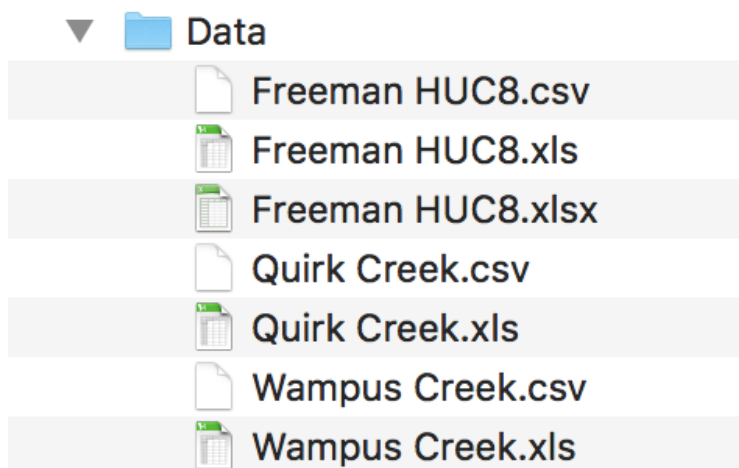 Data
Freeman HUC8.csv
Freeman HUC8.xls
Freeman HUC8.xlsx
Quirk Creek.csv
Quirk Creek.xls
Wampus Creek.csv
Wampus Creek.xls